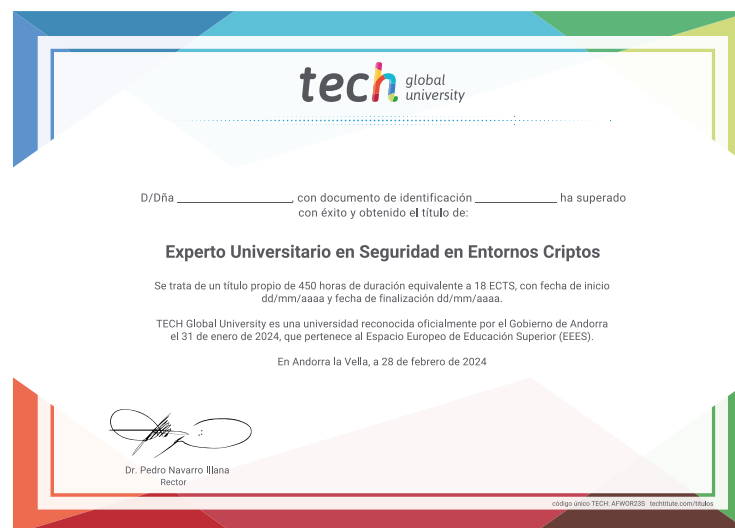 tech global
university
D/Dña ____________________, con documento de identificación ______________ ha superado
con éxito y obtenido el título de:
Experto Universitario en Seguridad en Entornos Criptos
Se trata de un título propio de 450 horas de duración equivalente a 18 ECTS, con fecha de inicio
dd/mm/aaaa y fecha de finalización dd/mm/aaaa.
TECH Global University es una universidad reconocida oficialmente por el Gobierno de Andorra
el 31 de enero de 2024, que pertenece al Espacio Europeo de Educación Superior (EEES).
En Andorra la Vella, a 28 de febrero de 2024
Dr. Pedro Navarro Illana
Rector
código único TECH: AFWOR23S techtitute.com/titulos